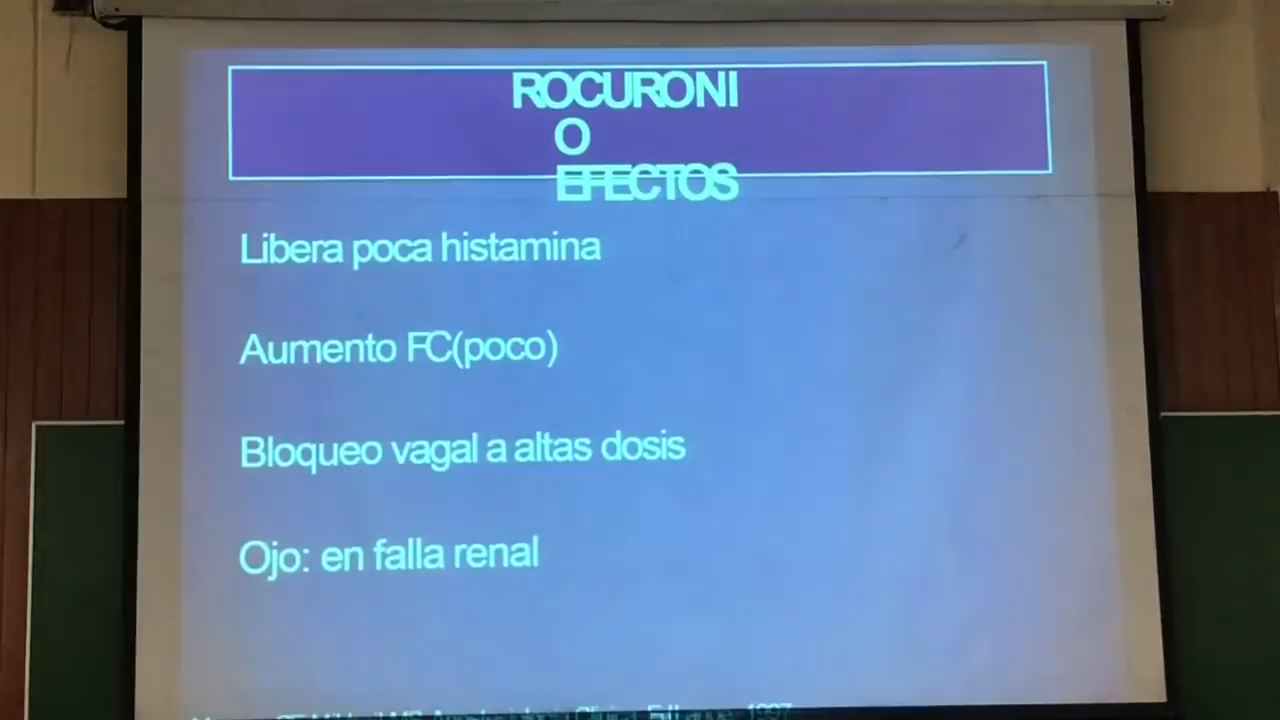 ROCURONI
O
EFECTOS
Libera poca histamina
Aumento FC(poco)
Bloqueo vagal a altas dosis
Ojo: en falla renal